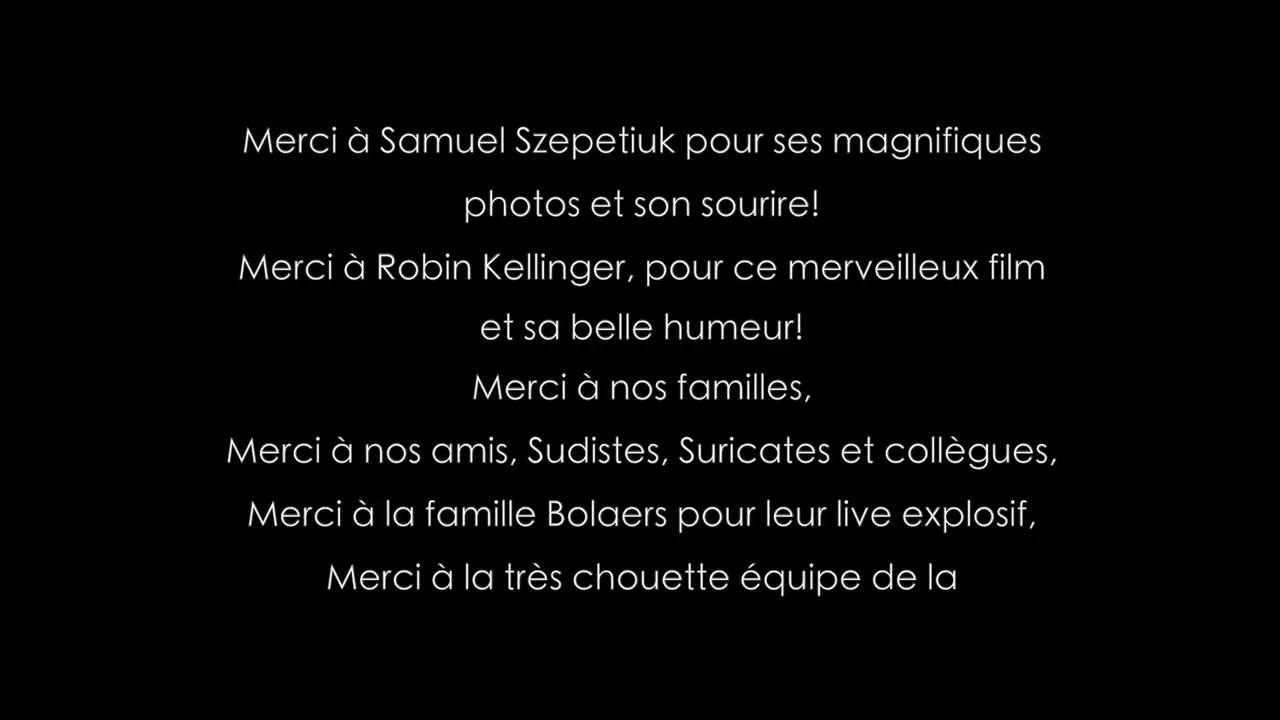 Merci à Samuel Szepetiuk pour ses magnifiques
photos et son sourire!
Merci à Robin Kellinger, pour ce merveilleux film
et sa belle humeur!
Merci à nos familles,
Merci à nos amis, Sudistes, Suricates et collègues,
Merci à la famille Bolaers pour leur live explosif,
Merci à la très chouette équipe de la